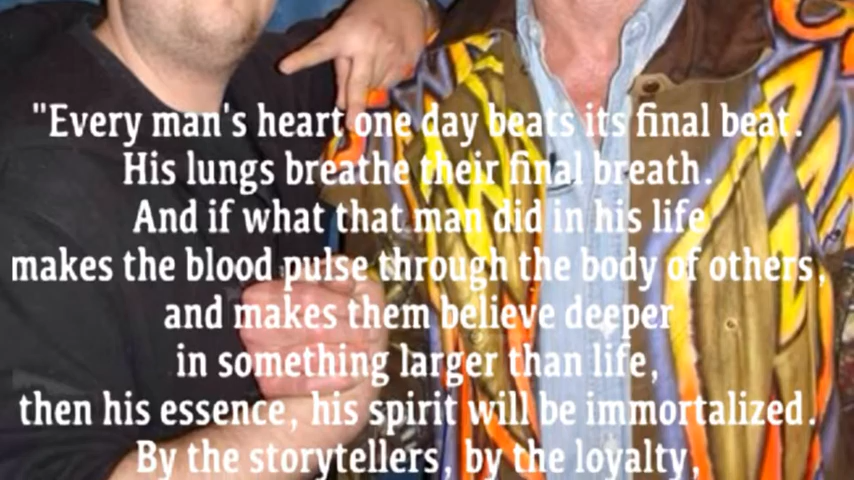 "Every man's heart one day beats its final beat.
His lungs breathe their final breath.
And if what that man did in his life
makes the blood pulse through the body of others,
and makes them believe deeper
in something larger than life,
then his essence, his spirit will be immortalized.
By the storytellers, by the loyalty,